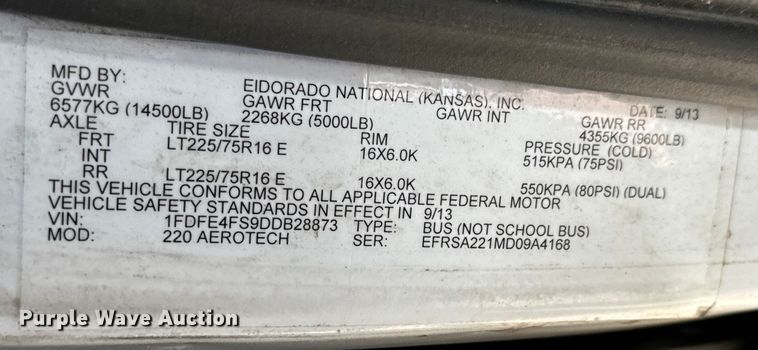 MFD BY: EIDORADO NATIONAL (KANSAS), INC. DATE: 9/13
GVWR GAWR FRT GAWR INT GAWR RR
6577KG (14500LB) 2268KG (5000LB) 4355KG (9600LB)
AXLE TIRE SIZE RIM PRESSURE (COLD)
FRT LT225/75R16 E 16X6.0K 515KPA (75PSI)
INT
RR LT225/75R16 E 16X6.0K 550KPA (80PSI) (DUAL)
THIS VEHICLE CONFORMS TO ALL APPLICABLE FEDERAL MOTOR
VEHICLE SAFETY STANDARDS IN EFFECT IN 9/13
VIN: 1FDFE4FS9DDB28873 TYPE: BUS (NOT SCHOOL BUS)
MOD: 220 AEROTECH SER: EFRSA221MD09A4168
Purple Wave Auction